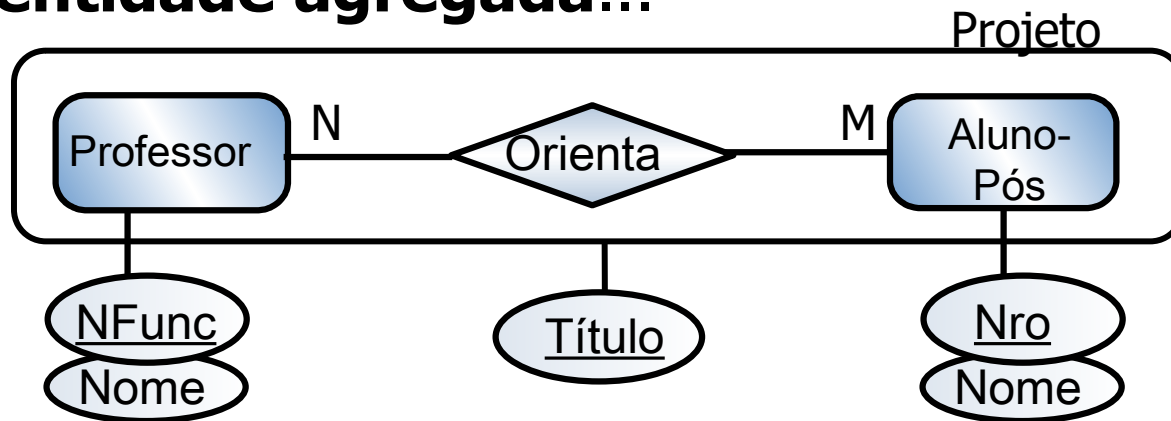 entidade agregada...
Projeto
Professor
N
Orienta
M
Aluno-
Pós
NFunc
Nome
Título
Nro
Nome